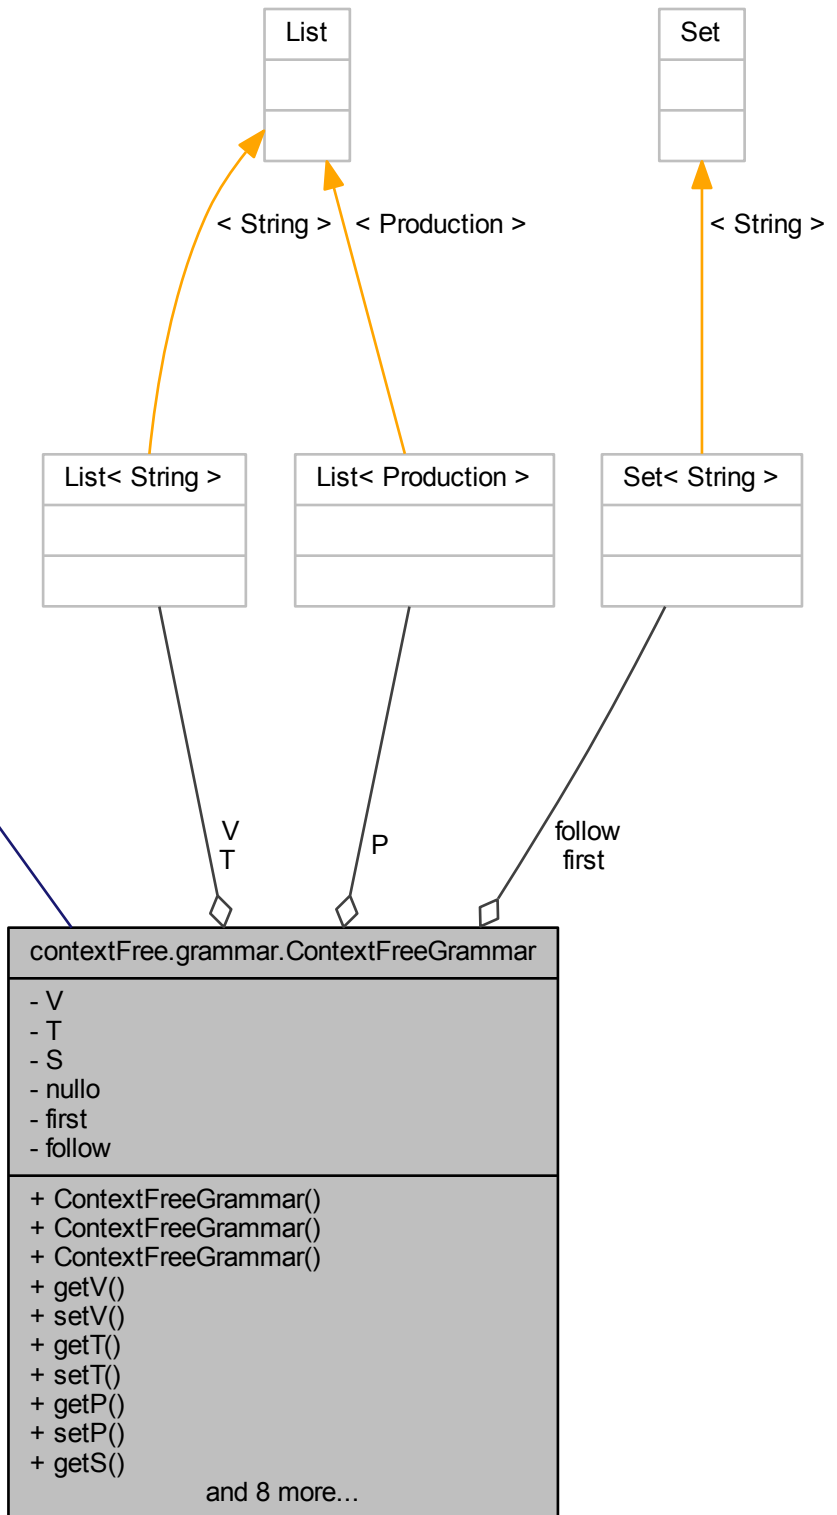 List
Set
< String >
< Production >
< String >
List< String >
List< Production >
Set< String >
V
T
P
follow
first
contextFree.grammar.ContextFreeGrammar
- V
- T
- S
- nullo
- first
- follow
+ ContextFreeGrammar()
+ ContextFreeGrammar()
+ ContextFreeGrammar()
+ getV()
+ setV()
+ getT()
+ setT()
+ getP()
+ setP()
+ getS()
and 8 more...